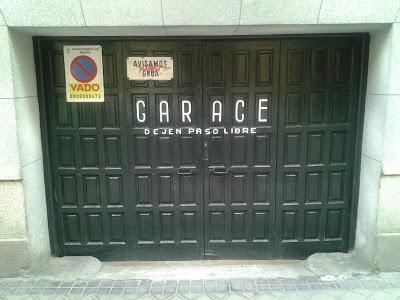 VADO
AVISAMOS
GRUA
GARAGE
DEJEN PASO LIBRE